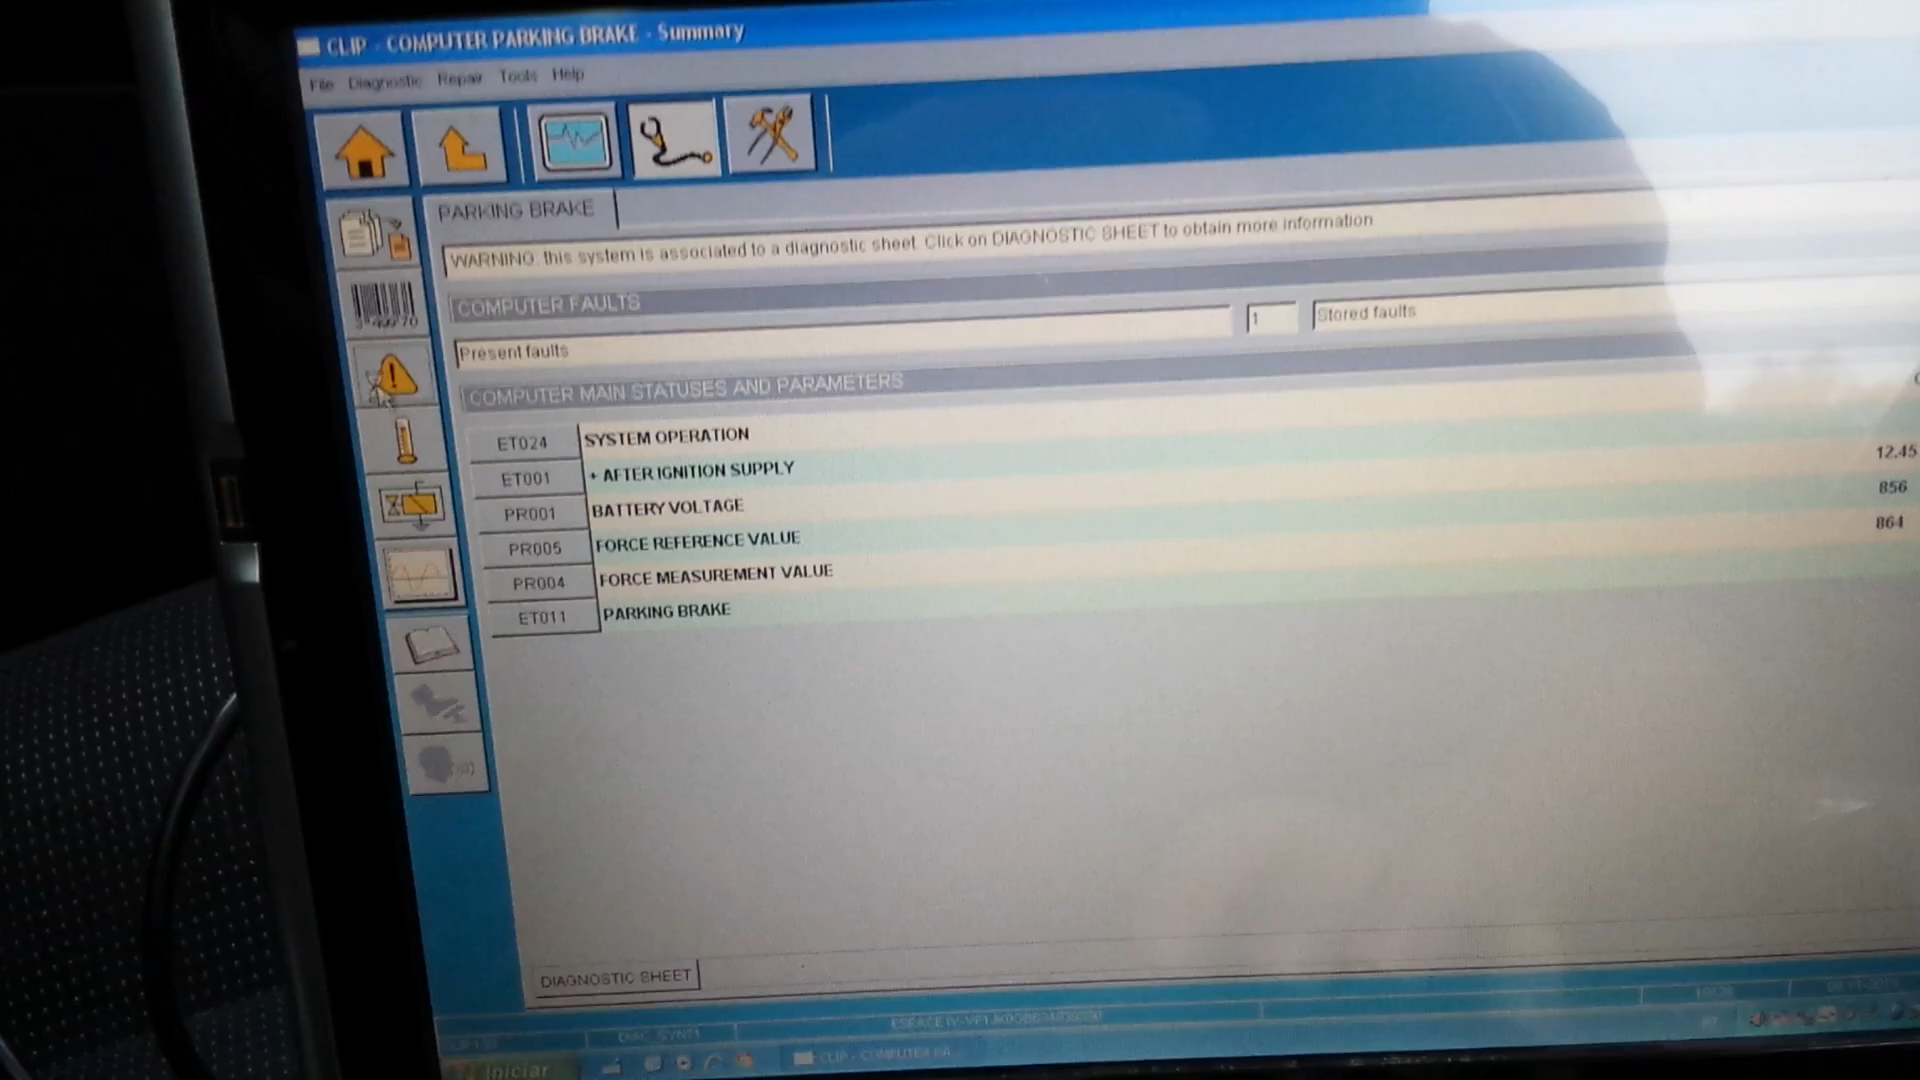 CLIP - COMPUTER PARKING BRAKE - Summary
File Diagnostic Repair Tools Help
PARKING BRAKE
WARNING: this system is associated to a diagnostic sheet. Click on DIAGNOSTIC SHEET to obtain more information
COMPUTER FAULTS
Present faults 1 Stored faults
COMPUTER MAIN STATUSES AND PARAMETERS
ET024 SYSTEM OPERATION
ET001 + AFTER IGNITION SUPPLY
PR001 BATTERY VOLTAGE 12.45
PR005 FORCE REFERENCE VALUE 856
PR004 FORCE MEASUREMENT VALUE 864
ET011 PARKING BRAKE
DIAGNOSTIC SHEET
Iniciar CLIP - COMPUTER PA...